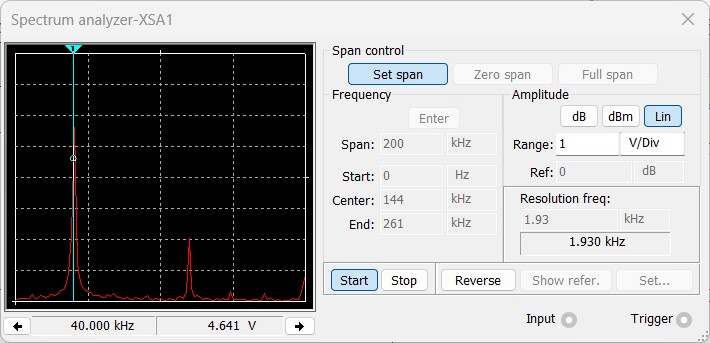 Spectrum analyzer-XSA1
1
Span control
Set span Zero span Full span
Frequency
Enter
Span: 200 kHz
Start: 0 Hz
Center: 144 kHz
End: 261 kHz
Amplitude
dB dBm Lin
Range: 1 V/Div
Ref: 0 dB
Resolution freq:
1.93 kHz
1.930 kHz
Start Stop Reverse Show refer. Set...
40.000 kHz 4.641 V
Input Trigger